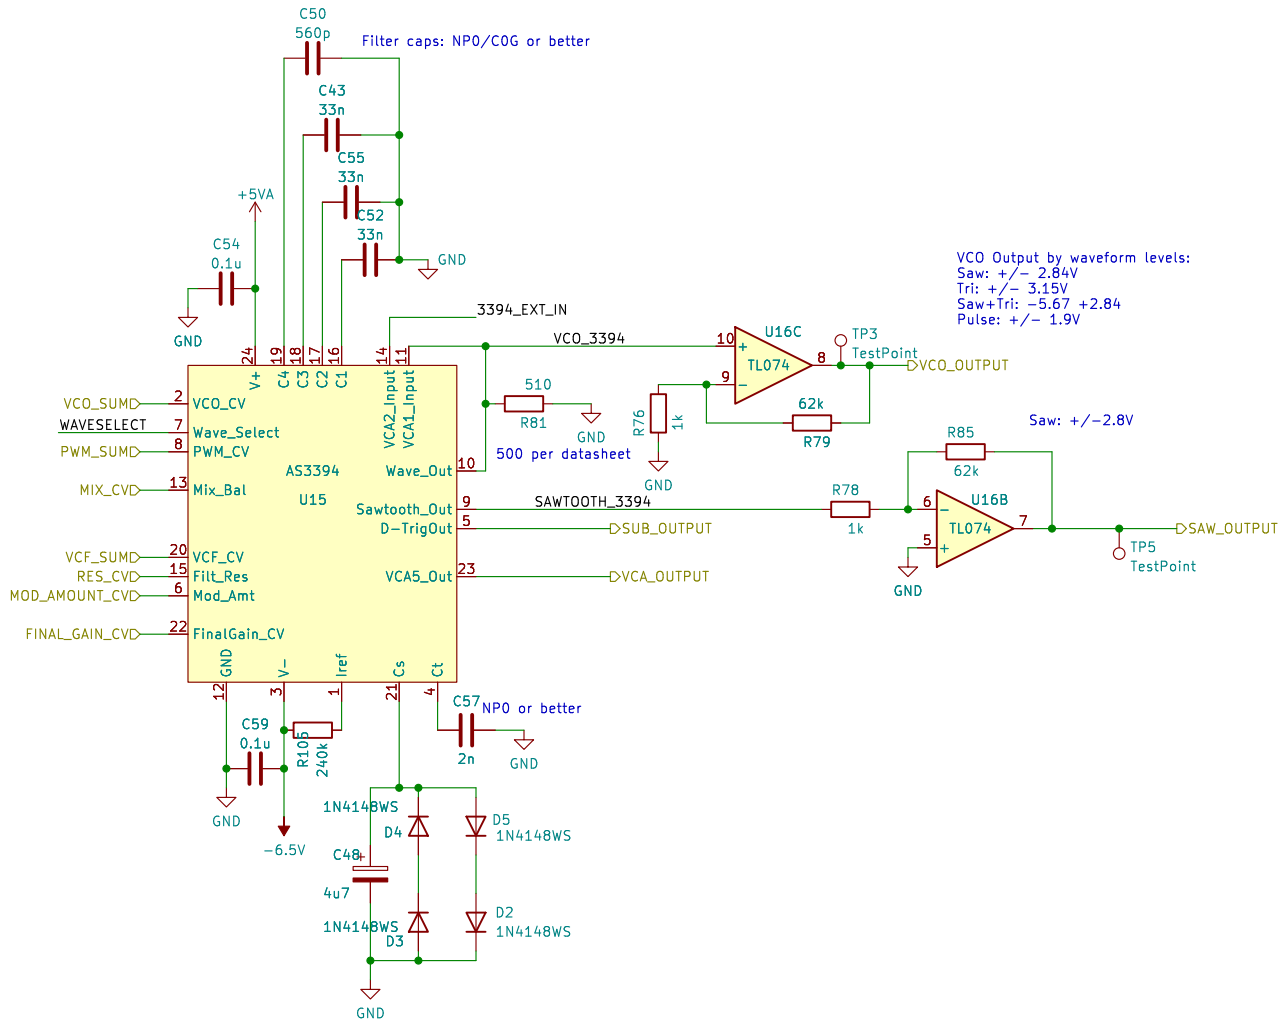 C50
560p
Filter caps: NP0/C0G or better
C43
33n
C55
33n
+5VA
C52
33n
C54
0.1u
GND
GND
VCO Output by waveform levels:
Saw: +/- 2.84V
Tri: +/- 3.15V
Saw+Tri: -5.67 +2.84
Pulse: +/- 1.9V
3394_EXT_IN
VCO_3394
24
19
18
17
16
14
11
V+
C4
C3
C2
C1
VCA2_Input
VCA1_Input
10
9
8
+
-
U16C
TL074
TP3
TestPoint
VCO_OUTPUT
VCO_SUM
2
VCO_CV
WAVESELECT
7
Wave_Select
PWM_SUM
8
PWM_CV
MIX_CV
13
Mix_Bal
VCF_SUM
20
VCF_CV
RES_CV
15
Filt_Res
MOD_AMOUNT_CV
6
Mod_Amt
FINAL_GAIN_CV
22
FinalGain_CV
AS3394
U15
510
R81
GND
500 per datasheet
R76
1k
GND
62k
R79
Wave_Out
10
Sawtooth_Out
9
SAWTOOTH_3394
D-TrigOut
5
SUB_OUTPUT
VCA5_Out
23
VCA_OUTPUT
Saw: +/-2.8V
R85
62k
R78
1k
6
5
7
-
+
U16B
TL074
GND
TP5
TestPoint
SAW_OUTPUT
GND
V-
Iref
Cs
Ct
12
3
1
21
4
C59
0.1u
GND
R105
240k
-6.5V
C57
2n
NP0 or better
GND
1N4148WS
D4
D5
1N4148WS
C48
+
4u7
1N4148WS
D3
D2
1N4148WS
GND